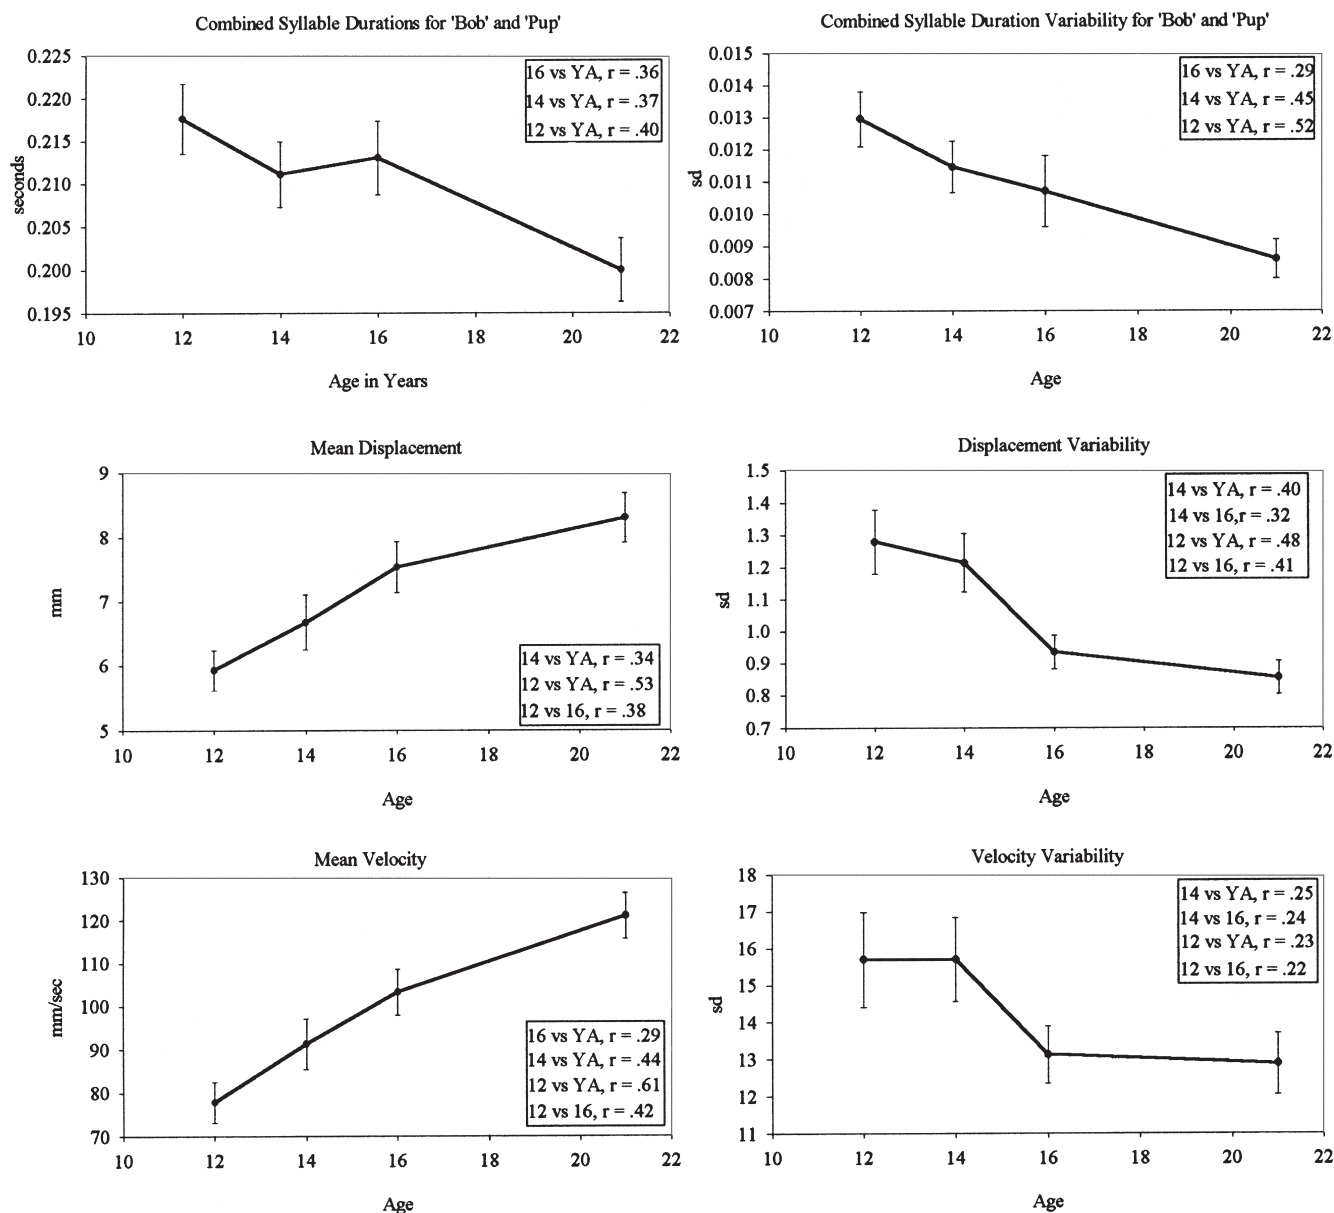 Combined Syllable Durations for 'Bob' and 'Pup'
0.225
0.220
0.215
0.210
0.205
0.200
0.195
seconds
16 vs YA, r = .36
14 vs YA, r = .37
12 vs YA, r = .40
10 12 14 16 18 20 22
Age in Years
Combined Syllable Duration Variability for 'Bob' and 'Pup'
0.015
0.014
0.013
0.012
0.011
0.010
0.009
0.008
0.007
sd
16 vs YA, r = .29
14 vs YA, r = .45
12 vs YA, r = .52
10 12 14 16 18 20 22
Age
Mean Displacement
9
8
7
6
5
mm
14 vs YA, r = .34
12 vs YA, r = .53
12 vs 16, r = .38
10 12 14 16 18 20 22
Age
Displacement Variability
1.5
1.4
1.3
1.2
1.1
1.0
0.9
0.8
0.7
sd
14 vs YA, r = .40
14 vs 16,r = .32
12 vs YA, r = .48
12 vs 16, r = .41
10 12 14 16 18 20 22
Age
Mean Velocity
130
120
110
100
90
80
70
mm/sec
16 vs YA, r = .29
14 vs YA, r = .44
12 vs YA, r = .61
12 vs 16, r = .42
10 12 14 16 18 20 22
Age
Velocity Variability
18
17
16
15
14
13
12
11
sd
14 vs YA, r = .25
14 vs 16, r = .24
12 vs YA, r = .23
12 vs 16, r = .22
10 12 14 16 18 20 22
Age